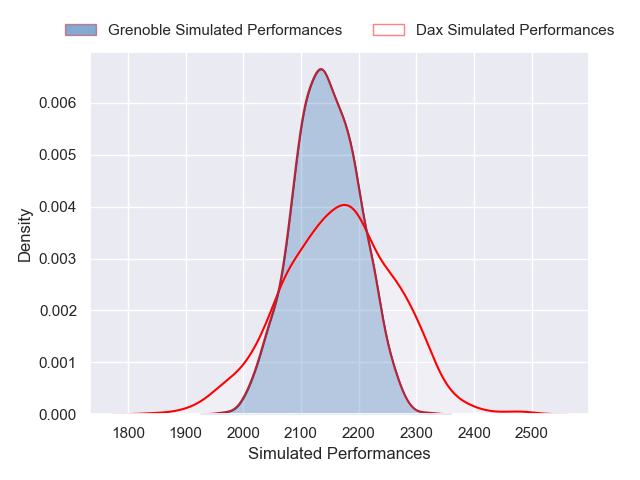 Grenoble Simulated Performances Dax Simulated Performances
Density
0.006
0.005
0.004
0.003
0.002
0.001
0.000
1800 1900 2000 2100 2200 2300 2400 2500
Simulated Performances